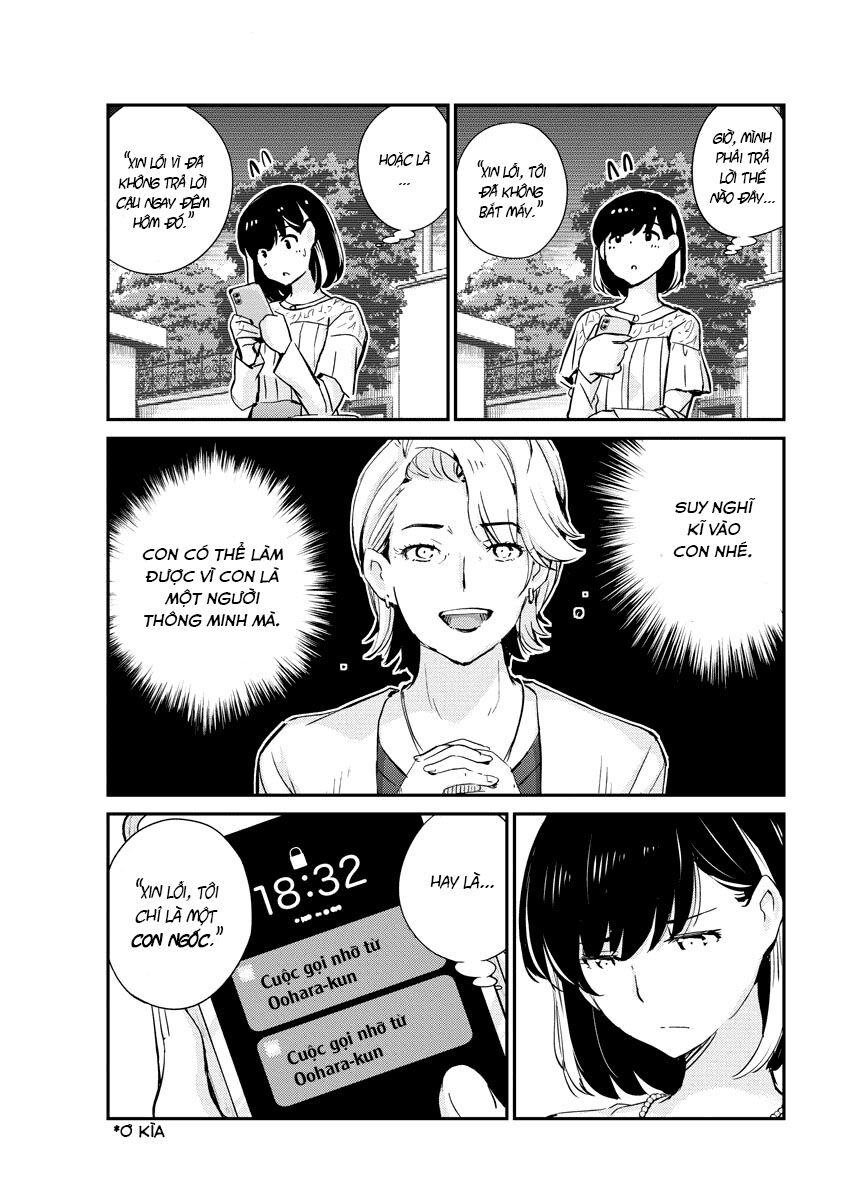 GIỜ, MÌNH
PHẢI TRẢ
LỜI THẾ
NÀO ĐÂY...
"XIN LỖI, TÔI
ĐÃ KHÔNG
BẮT MÁY."
HOẶC LÀ
...
"XIN LỖI VÌ ĐÃ
KHÔNG TRẢ LỜI
CẬU NGAY ĐÊM
HÔM ĐÓ."
SUY NGHĨ
KĨ VÀO
CON NHÉ.
CON CÓ THỂ LÀM
ĐƯỢC VÌ CON LÀ
MỘT NGƯỜI
THÔNG MINH MÀ.
HAY LÀ...
"XIN LỖI, TÔI
CHỈ LÀ MỘT
CON NGỐC."
18:32
Cuộc gọi nhỡ từ
Oohara-kun
Cuộc gọi nhỡ từ
Oohara-kun
*Ơ KÌA